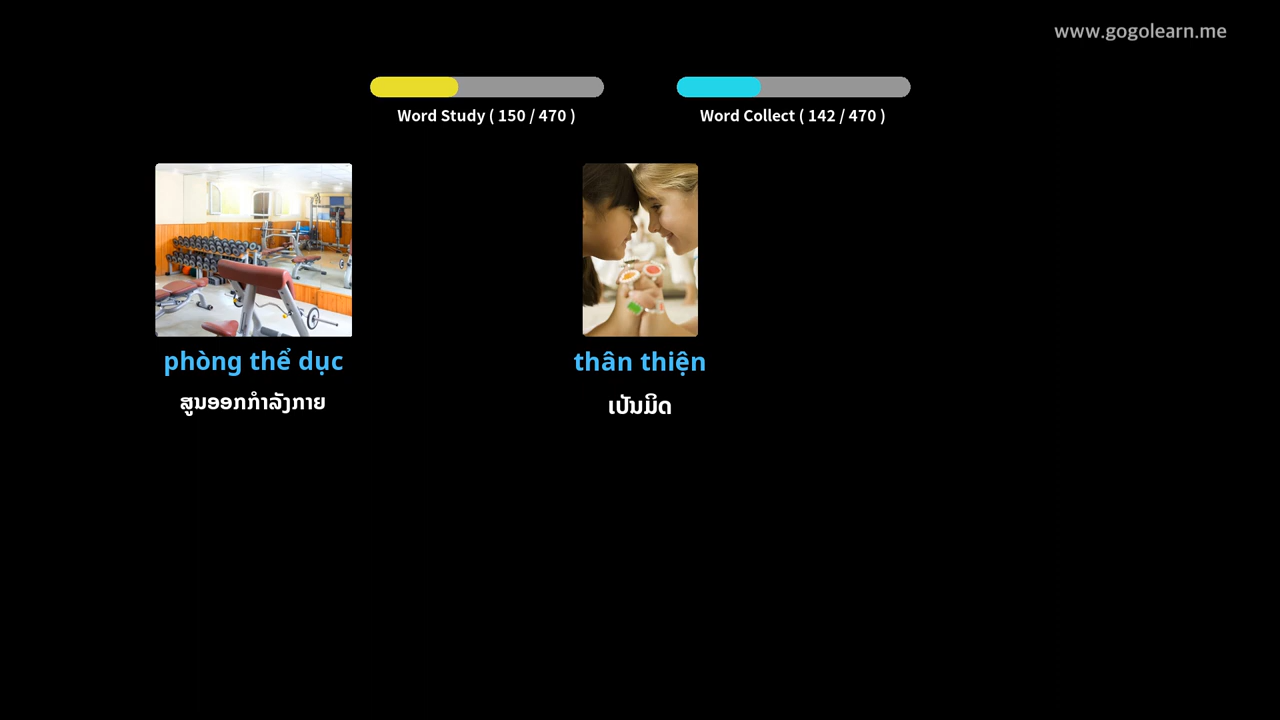 www.gogolearn.me
Word Study ( 150 / 470 )
Word Collect ( 142 / 470 )
phòng thể dục
thân thiện
ສູນອອກກຳລັງກາຍ
ເປັນມິດ